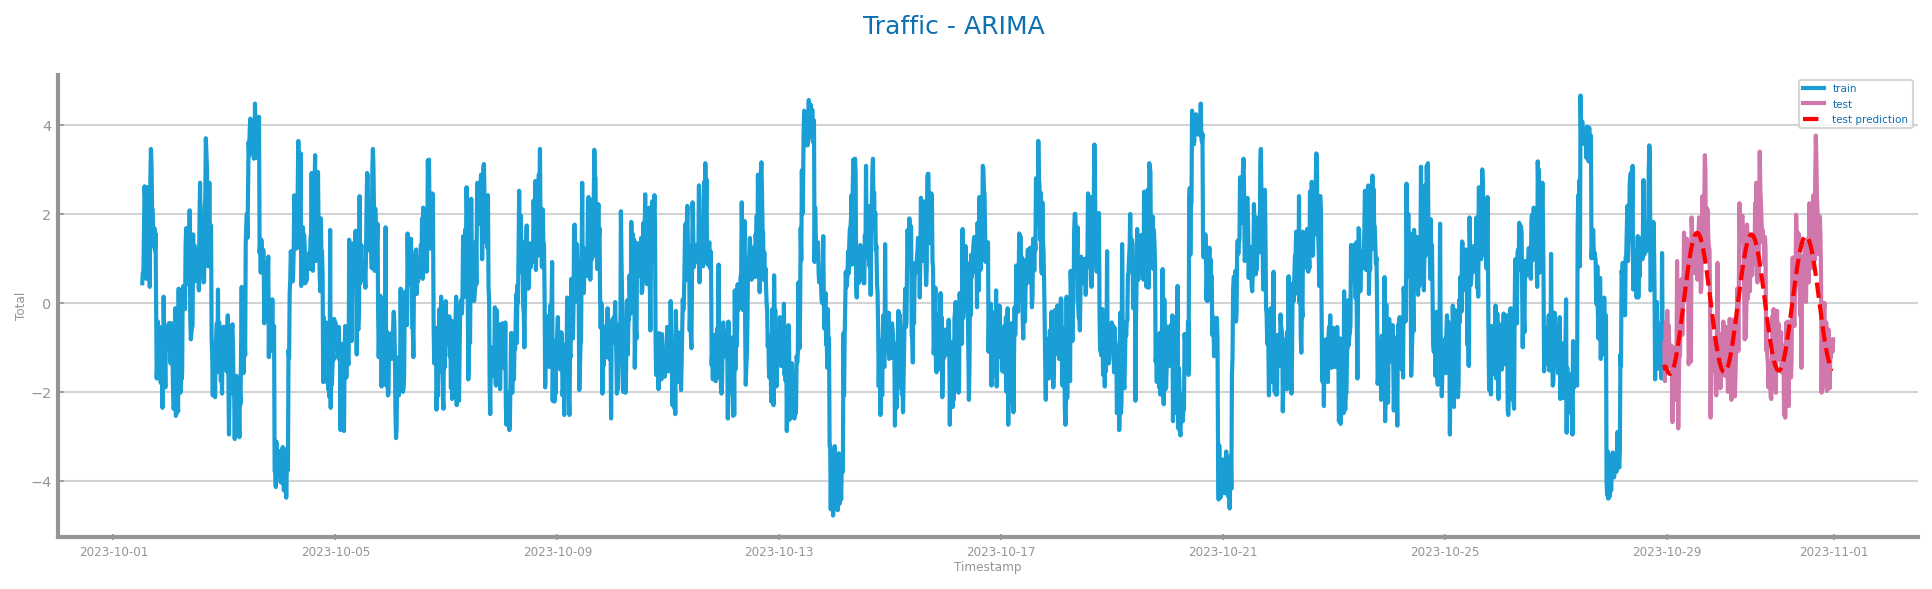 Traffic - ARIMA
train
test
test prediction
4
2
0
−2
−4
Total
2023-10-01
2023-10-05
2023-10-09
2023-10-13
2023-10-17
2023-10-21
2023-10-25
2023-10-29
2023-11-01
Timestamp